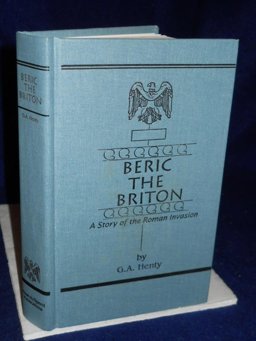 BERIC
THE
BRITON
G.A. Henty
BERIC
THE
BRITON
A Story of the Roman Invasion
by
G.A. Henty